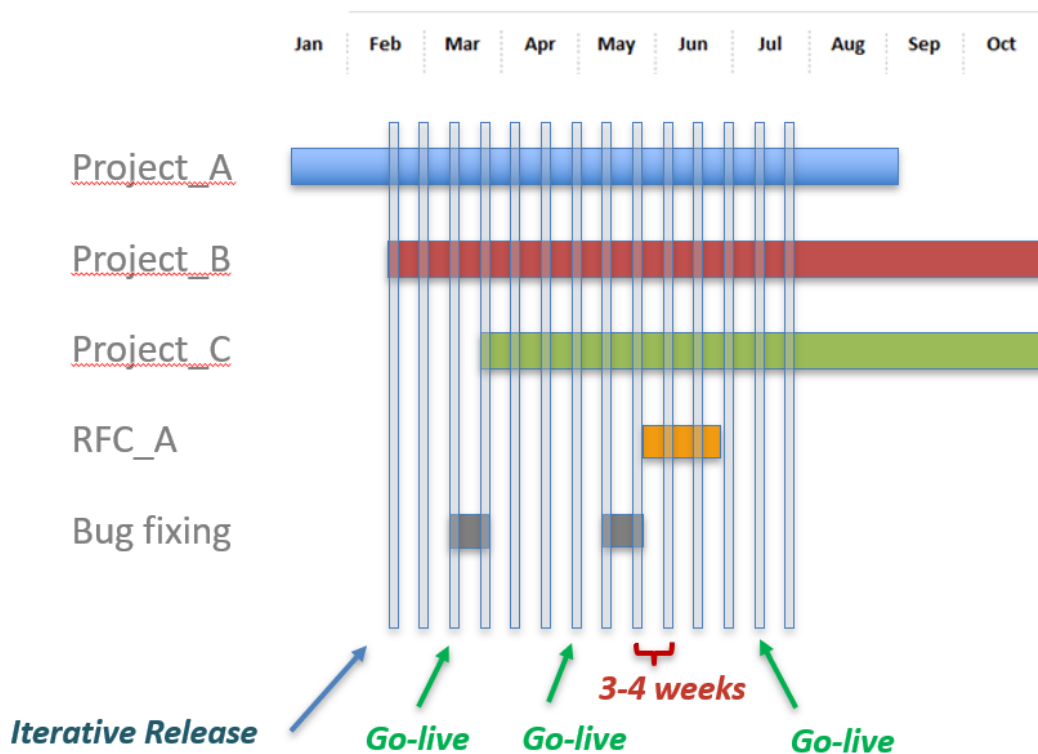 Jan Feb Mar Apr May Jun Jul Aug Sep Oct
Project_A
Project_B
Project_C
RFC_A
Bug fixing
3-4 weeks
Iterative Release Go-live Go-live Go-live